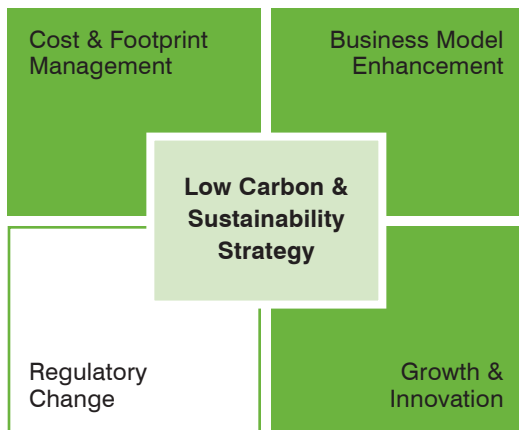 Cost & Footprint
Management
Business Model
Enhancement
Low Carbon &
Sustainability
Strategy
Regulatory
Change
Growth &
Innovation